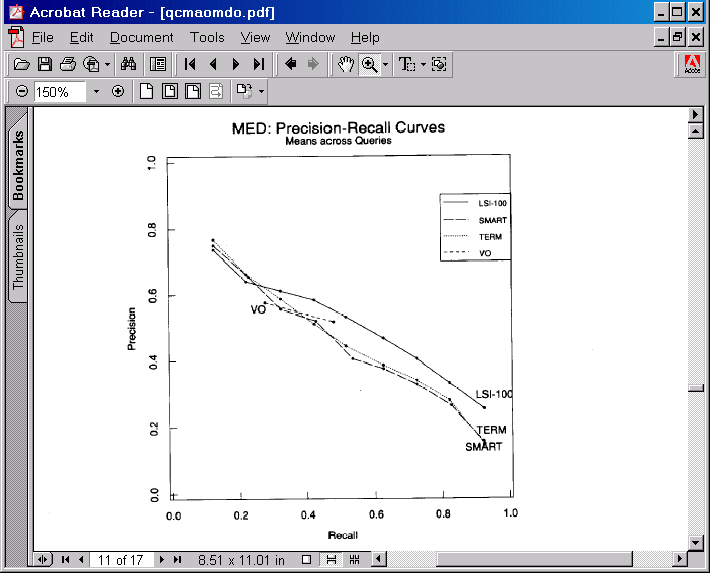 Acrobat Reader - [qcmaomdo.pdf]
File Edit Document Tools View Window Help
Adobe
150%
Bookmarks
Thumbnails
MED: Precision-Recall Curves
Means across Queries
1.0
0.8
0.6
0.4
0.2
0.0
Precision
LSI-100
SMART
TERM
VO
VO
LSI-100
TERM
SMART
0.0 0.2 0.4 0.6 0.8 1.0
Recall
11 of 17 8.51 x 11.01 in